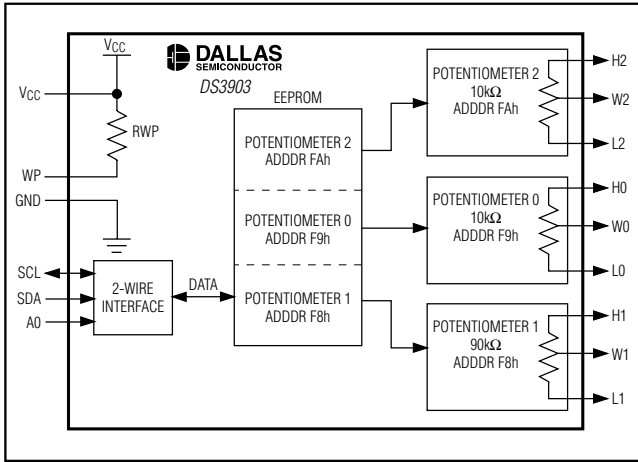 VCC
DALLAS
SEMICONDUCTOR
DS3903
VCC
RWP
WP
GND
SCL
SDA
A0
2-WIRE
INTERFACE
DATA
EEPROM
POTENTIOMETER 2
ADDDR FAh
POTENTIOMETER 0
ADDDR F9h
POTENTIOMETER 1
ADDDR F8h
POTENTIOMETER 2
10kΩ
ADDDR FAh
H2
W2
L2
POTENTIOMETER 0
10kΩ
ADDDR F9h
H0
W0
L0
POTENTIOMETER 1
90kΩ
ADDDR F8h
H1
W1
L1